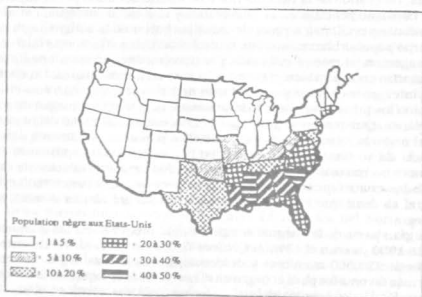 Population nègre aux Etats-Unis
= 1 à 5 %
= 5 à 10 %
= 10 à 20 %
= 20 à 30 %
= 30 à 40 %
= 40 à 50 %